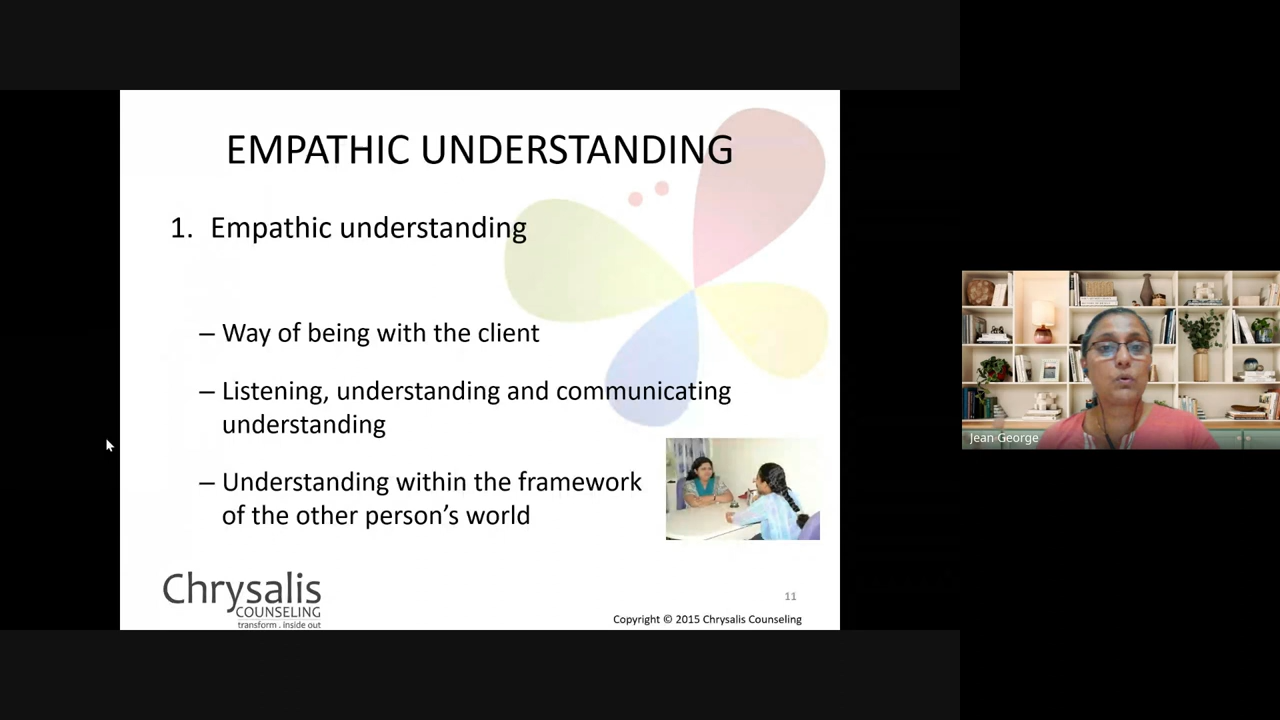 EMPATHIC UNDERSTANDING
1. Empathic understanding
– Way of being with the client
– Listening, understanding and communicating
understanding
– Understanding within the framework
of the other person’s world
Chrysalis
COUNSELING
transform . inside out
11
Copyright © 2015 Chrysalis Counseling
Jean George